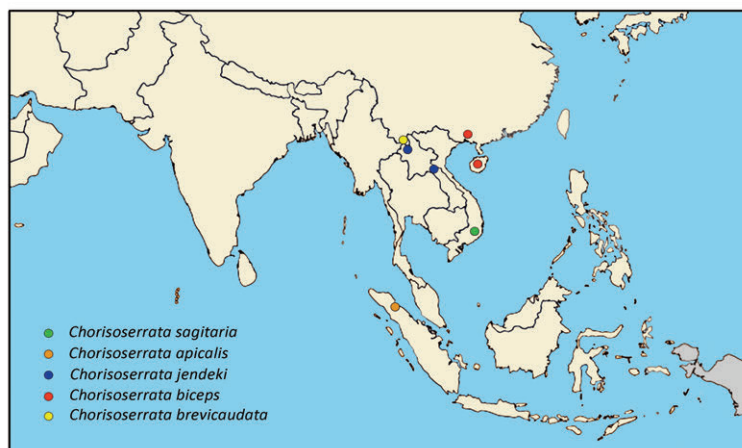 Chorisoserrata sagitaria
Chorisoserrata apicalis
Chorisoserrata jendeki
Chorisoserrata biceps
Chorisoserrata brevicaudata